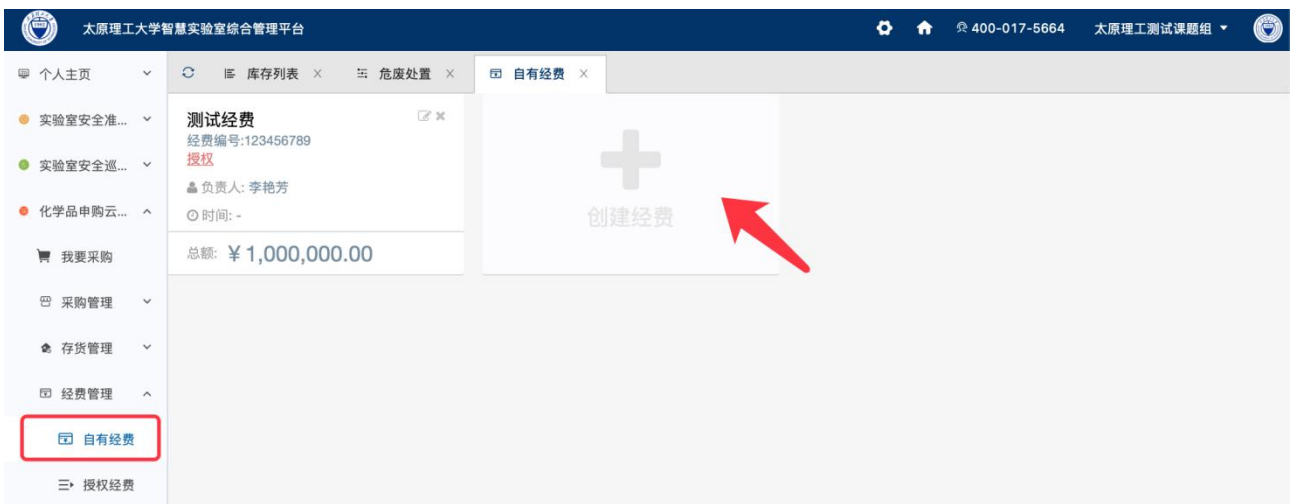 太原理工大学智慧实验室综合管理平台
400-017-5664
太原理工测试课题组
个人主页
库存列表
危废处置
自有经费
实验室安全准...
实验室安全巡...
化学品申购云...
我要采购
采购管理
存货管理
经费管理
自有经费
授权经费
测试经费
经费编号:123456789
授权
负责人: 李艳芳
时间: -
总额: ￥1,000,000.00
创建经费